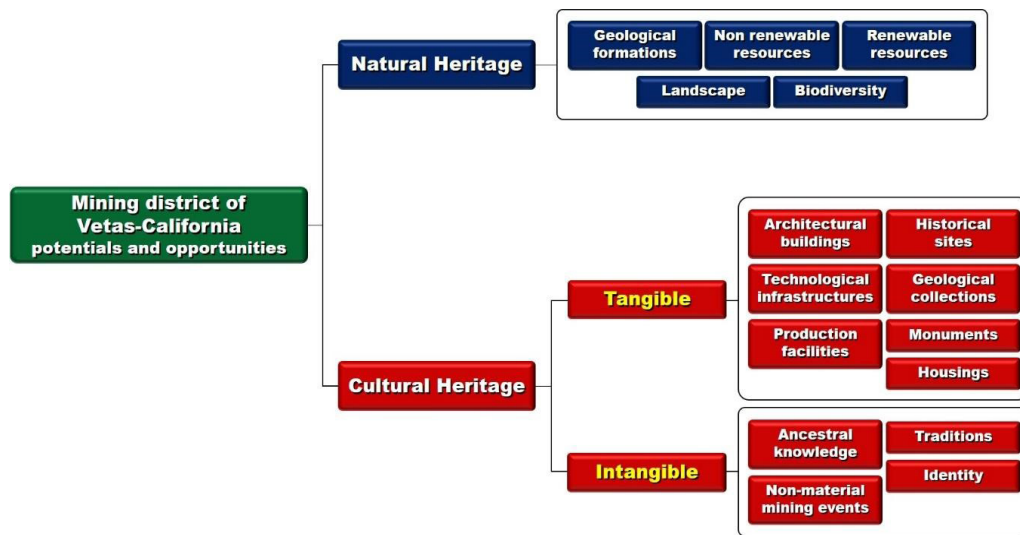 Mining district of
Vetas-California
potentials and opportunities
Natural Heritage
Geological
formations
Non renewable
resources
Renewable
resources
Landscape
Biodiversity
Cultural Heritage
Tangible
Architectural
buildings
Historical
sites
Technological
infrastructures
Geological
collections
Production
facilities
Monuments
Housings
Intangible
Ancestral
knowledge
Traditions
Non-material
mining events
Identity